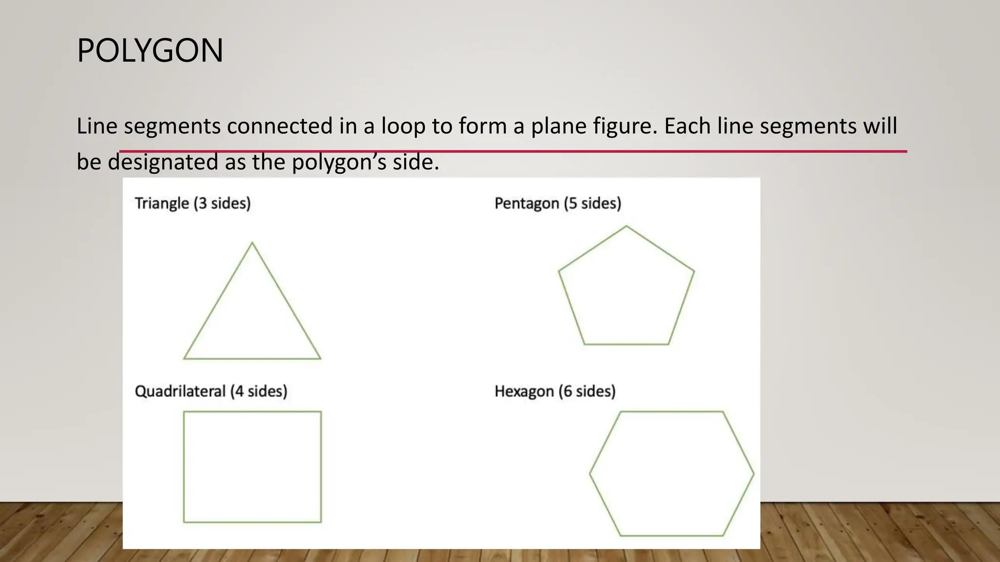 POLYGON
Line segments connected in a loop to form a plane figure. Each line segments will
be designated as the polygon’s side.
Triangle (3 sides)
Pentagon (5 sides)
Quadrilateral (4 sides)
Hexagon (6 sides)